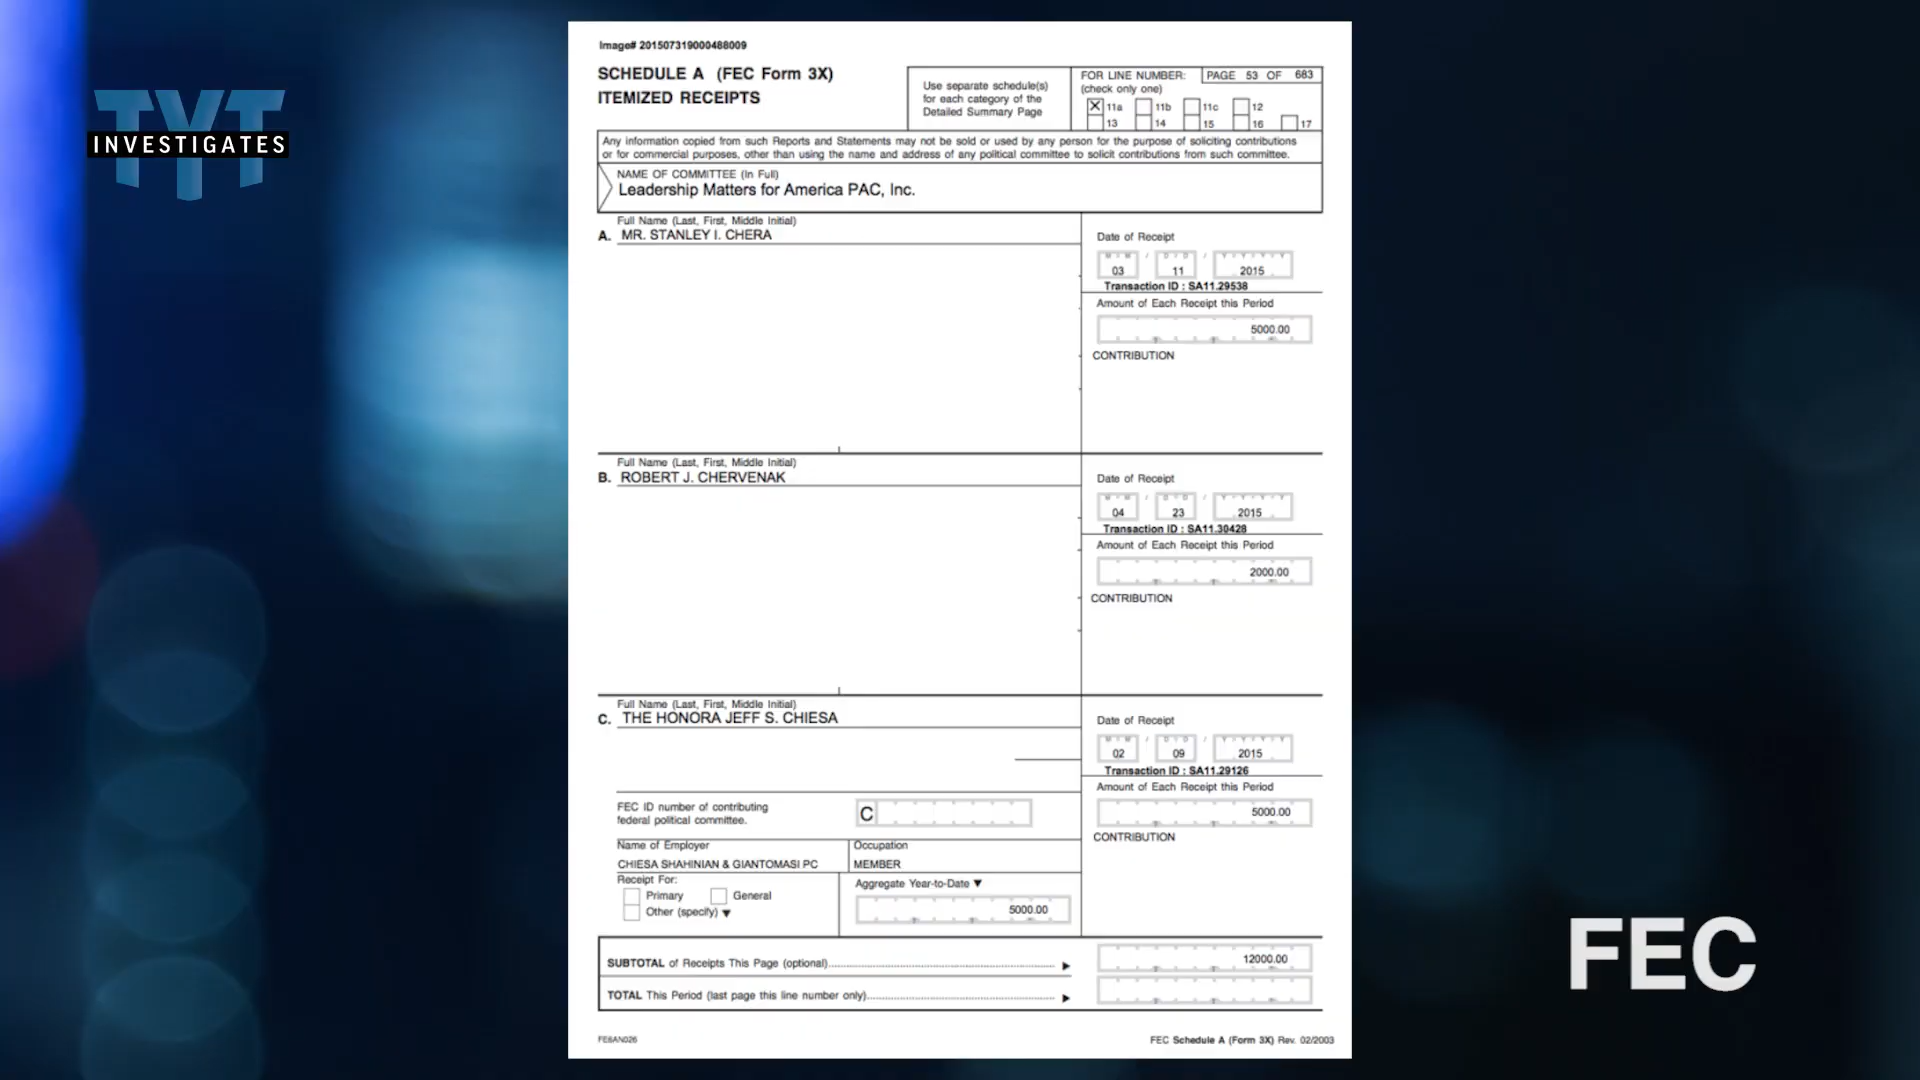 TYT
INVESTIGATES
Image# 201507319000488009
SCHEDULE A (FEC Form 3X)
ITEMIZED RECEIPTS
Use separate schedule(s)
for each category of the
Detailed Summary Page
FOR LINE NUMBER:
(check only one)
PAGE 53 OF 683
X 11a 11b 11c 12
13 14 15 16 17
Any information copied from such Reports and Statements may not be sold or used by any person for the purpose of soliciting contributions
or for commercial purposes, other than using the name and address of any political committee to solicit contributions from such committee.
NAME OF COMMITTEE (In Full)
Leadership Matters for America PAC, Inc.
Full Name (Last, First, Middle Initial)
A. MR. STANLEY I. CHERA
Date of Receipt
M M / D D / Y Y Y Y
03 11 2015
Transaction ID : SA11.29538
Amount of Each Receipt this Period
5000.00
CONTRIBUTION
Full Name (Last, First, Middle Initial)
B. ROBERT J. CHERVENAK
Date of Receipt
M M / D D / Y Y Y Y
04 23 2015
Transaction ID : SA11.30428
Amount of Each Receipt this Period
2000.00
CONTRIBUTION
Full Name (Last, First, Middle Initial)
C. THE HONORA JEFF S. CHIESA
Date of Receipt
M M / D D / Y Y Y Y
02 09 2015
Transaction ID : SA11.29126
Amount of Each Receipt this Period
5000.00
CONTRIBUTION
FEC ID number of contributing
federal political committee.
C
Name of Employer
CHIESA SHAHINIAN & GIANTOMASI PC
Occupation
MEMBER
Receipt For:
Primary General
Other (specify) ▼
Aggregate Year-to-Date ▼
5000.00
SUBTOTAL of Receipts This Page (optional)
12000.00
TOTAL This Period (last page this line number only)
FE6AN026
FEC Schedule A (Form 3X) Rev. 02/2003
FEC